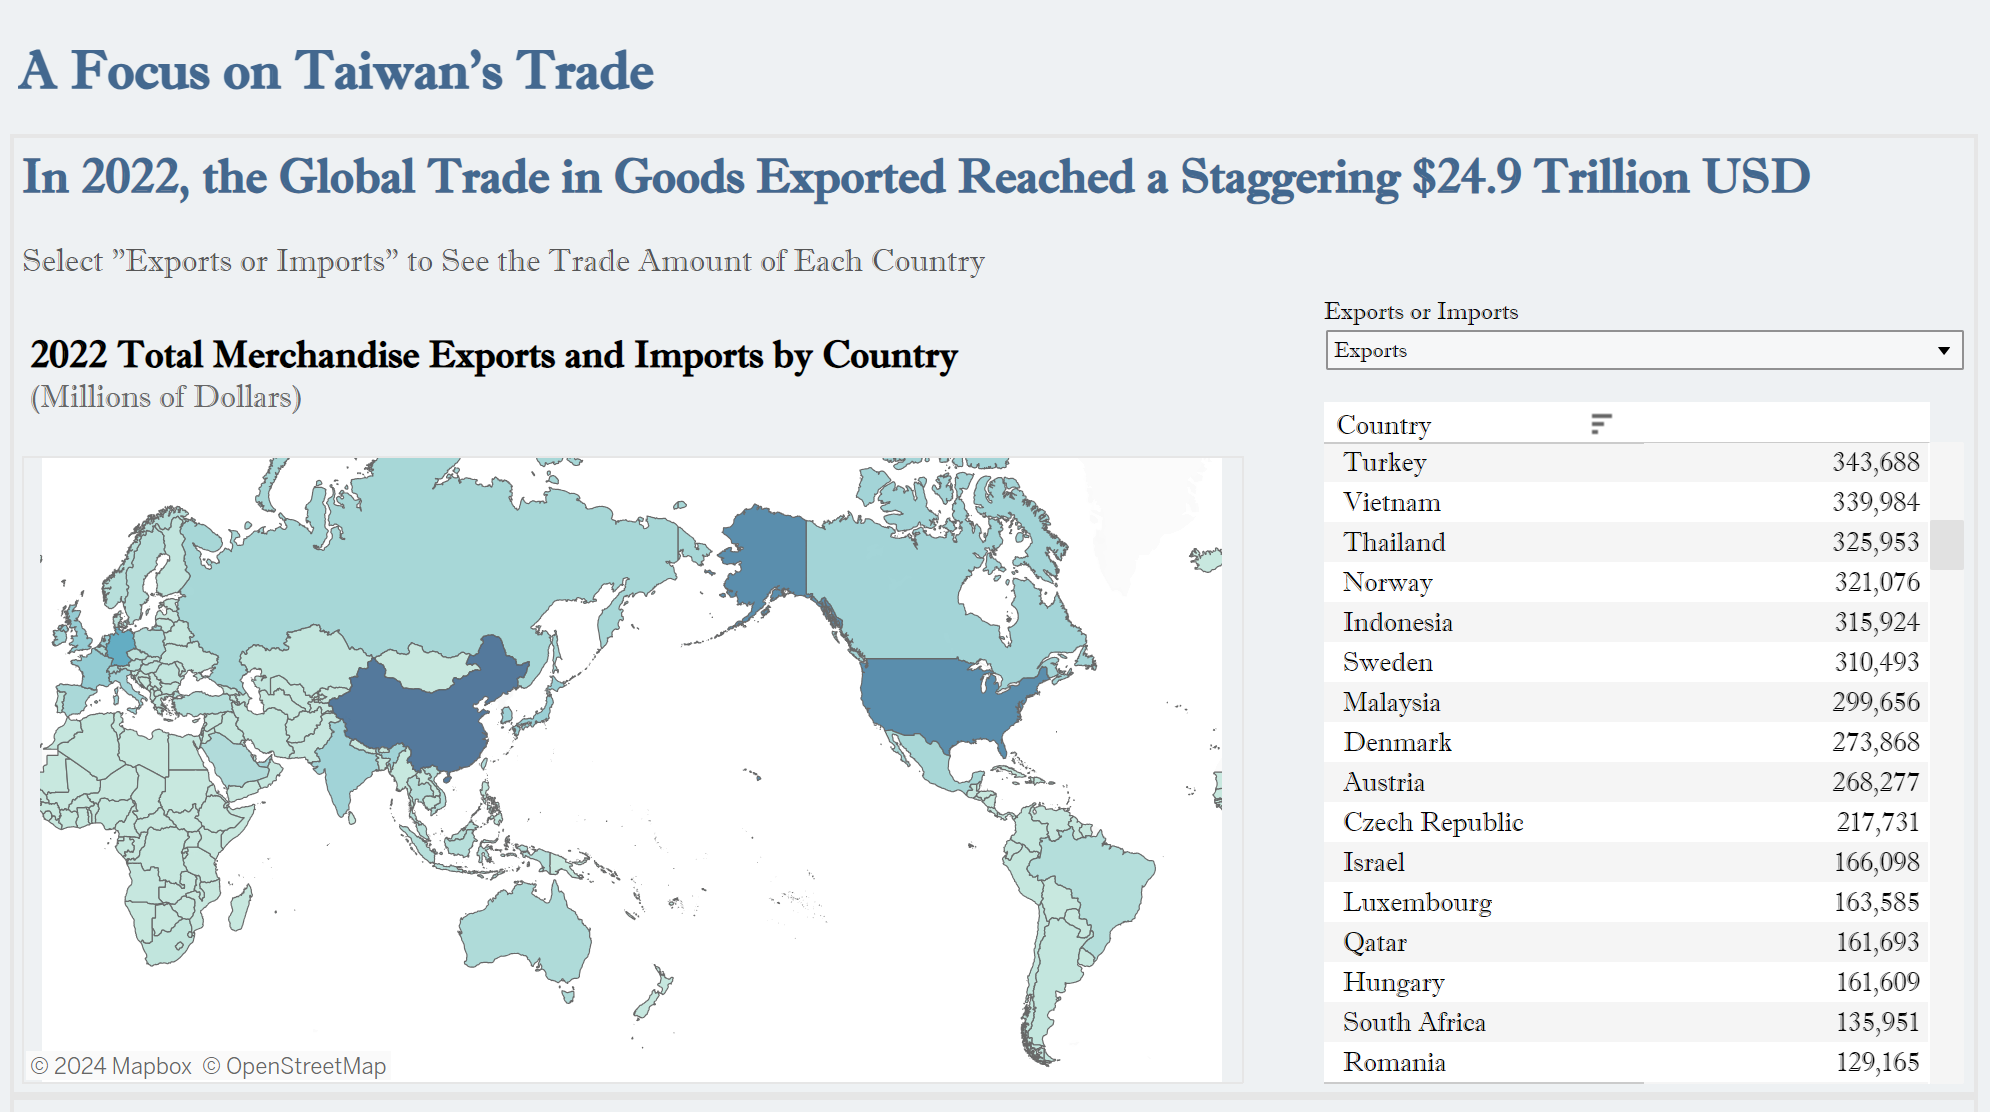 A Focus on Taiwan’s Trade
In 2022, the Global Trade in Goods Exported Reached a Staggering $24.9 Trillion USD
Select ”Exports or Imports” to See the Trade Amount of Each Country
Exports or Imports
Exports
2022 Total Merchandise Exports and Imports by Country
(Millions of Dollars)
Country
Turkey 343,688
Vietnam 339,984
Thailand 325,953
Norway 321,076
Indonesia 315,924
Sweden 310,493
Malaysia 299,656
Denmark 273,868
Austria 268,277
Czech Republic 217,731
Israel 166,098
Luxembourg 163,585
Qatar 161,693
Hungary 161,609
South Africa 135,951
Romania 129,165
© 2024 Mapbox © OpenStreetMap